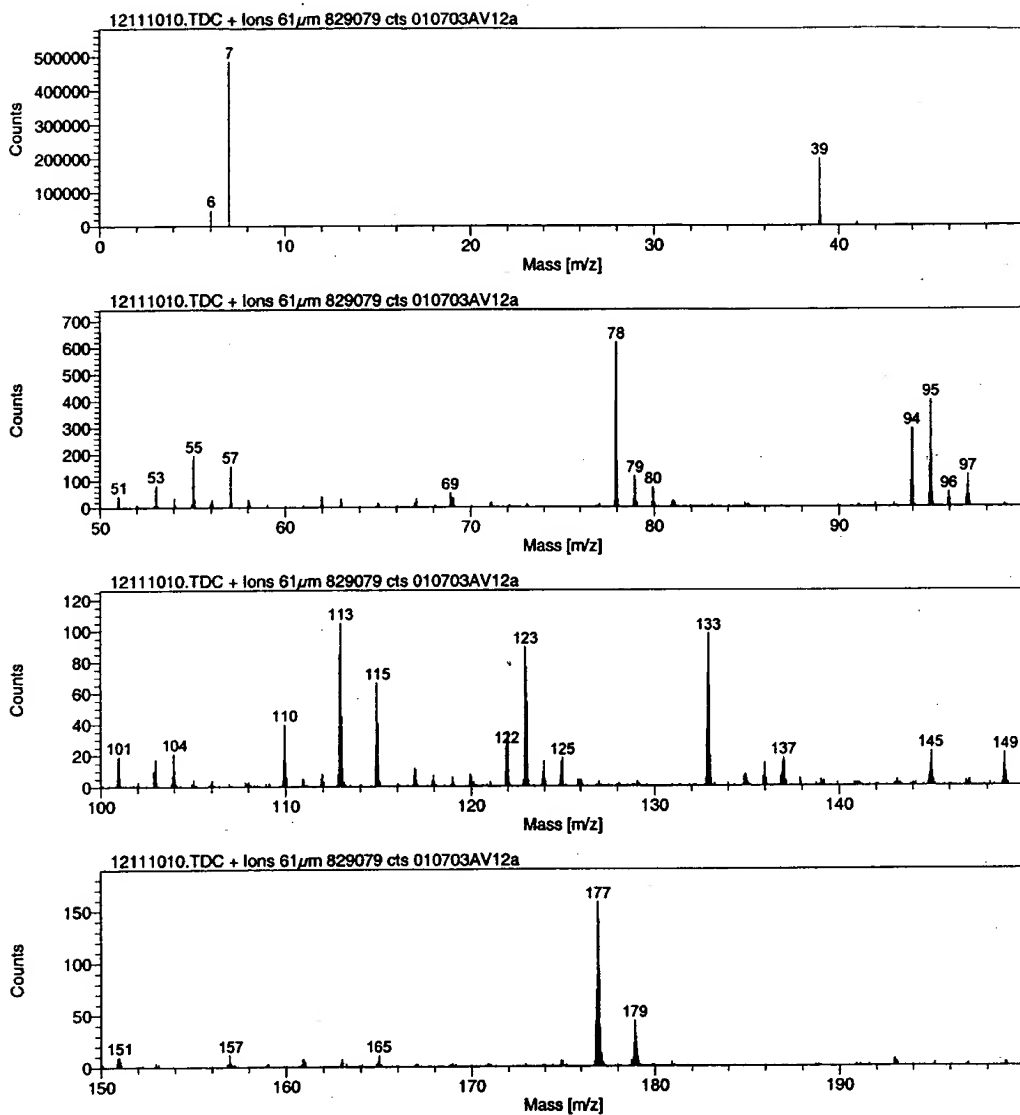 12111010.TDC + Ions 61µm 829079 cts 010703AV12a
500000
400000
300000
200000
100000
0
Counts
6
7
39
0 10 20 30 40
Mass [m/z]
12111010.TDC + Ions 61µm 829079 cts 010703AV12a
700
600
500
400
300
200
100
0
Counts
51 53 55 57 69 78 79 80 94 95 96 97
50 60 70 80 90
Mass [m/z]
12111010.TDC + Ions 61µm 829079 cts 010703AV12a
120
100
80
60
40
20
0
Counts
101 104 110 113 115 122 123 125 133 137 145 149
100 110 120 130 140
Mass [m/z]
12111010.TDC + Ions 61µm 829079 cts 010703AV12a
150
100
50
0
Counts
151 157 165 177 179
150 160 170 180 190
Mass [m/z]